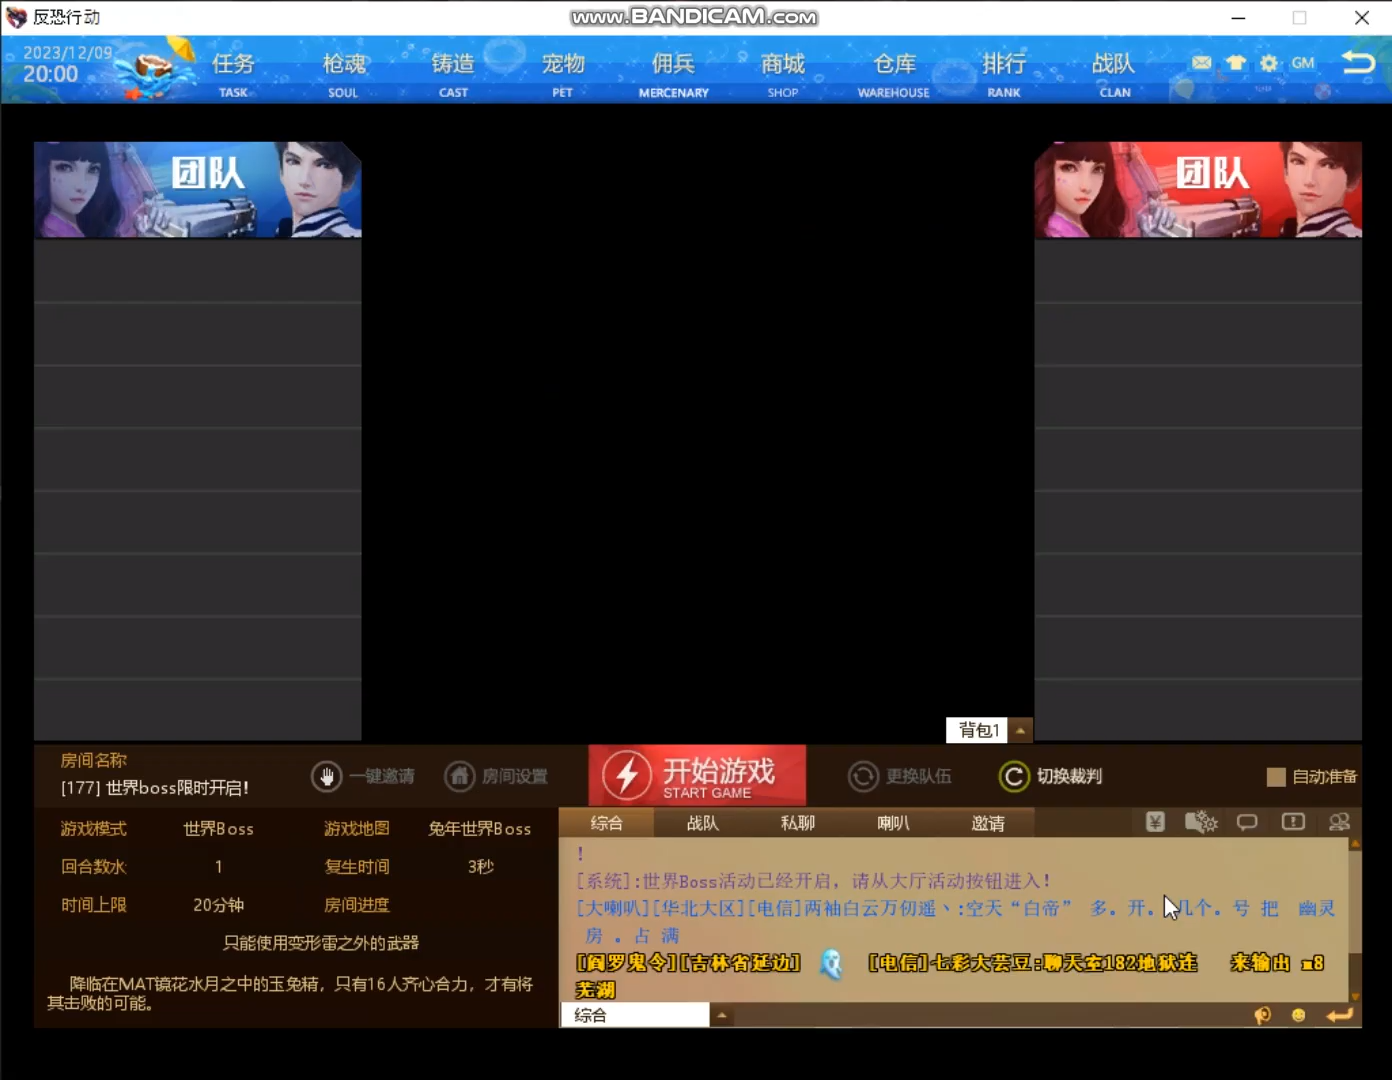 反恐行动
www.BANDICAM.com
2023/12/09
20:00
任务 枪魂 铸造 宠物 佣兵 商城 仓库 排行 战队 GM
TASK SOUL CAST PET MERCENARY SHOP WAREHOUSE RANK CLAN
团队
团队
背包1
房间名称
[177] 世界boss限时开启!
一键邀请 房间设置
开始游戏
START GAME
更换队伍 切换裁判 自动准备
游戏模式 世界Boss 游戏地图 兔年世界Boss
回合数水 1 复生时间 3秒
时间上限 20分钟 房间进度
只能使用变形雷之外的武器
降临在MAT镜花水月之中的玉兔精，只有16人齐心合力，才有将
其击败的可能。
综合 战队 私聊 喇叭 邀请
!
[系统]:世界Boss活动已经开启，请从大厅活动按钮进入!
[大喇叭][华北大区][电信]两袖白云万仞遥丶:空天“白帝” 多。开。几个。号 把 幽灵
房 。占 满
[阎罗鬼令][吉林省延边] [电信]七彩大芸豆:聊天室182地狱连 来输出 m8
芜湖
综合